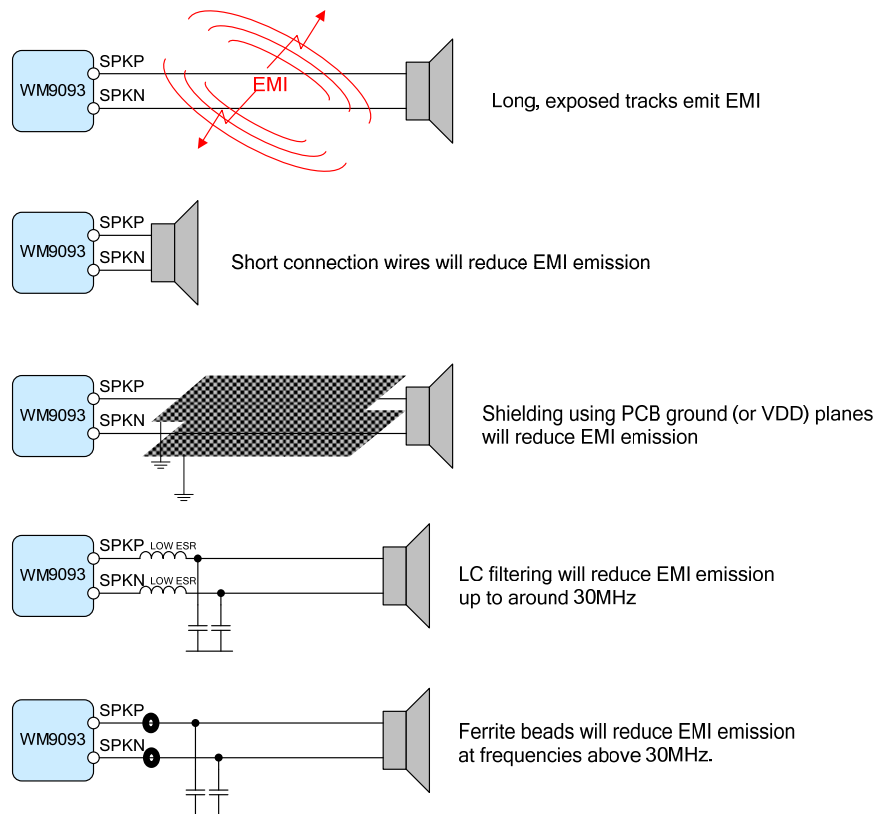 SPKP
WM9093
EMI
SPKN
Long, exposed tracks emit EMI
SPKP
WM9093
SPKN
Short connection wires will reduce EMI emission
SPKP
WM9093
SPKN
Shielding using PCB ground (or VDD) planes
will reduce EMI emission
SPKP LOW ESR
WM9093
SPKN LOW ESR
LC filtering will reduce EMI emission
up to around 30MHz
SPKP
WM9093
SPKN
Ferrite beads will reduce EMI emission
at frequencies above 30MHz.